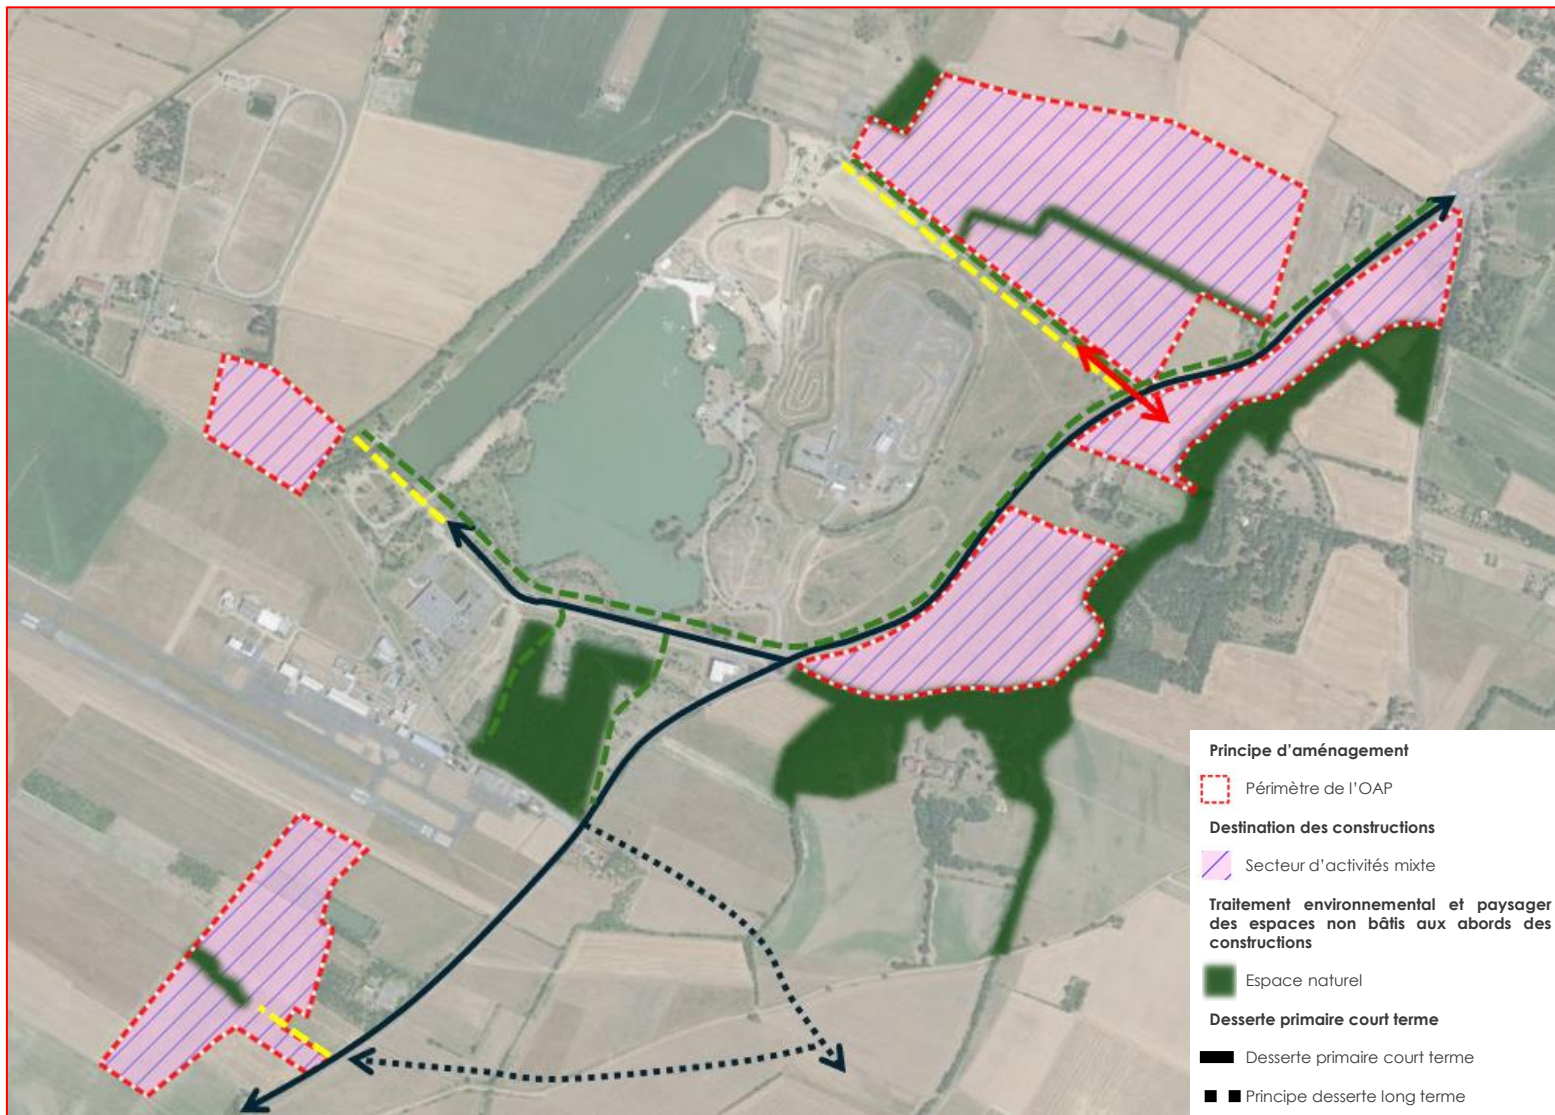 Principe d'aménagement
Périmètre de l'OAP
Destination des constructions
Secteur d'activités mixte
Traitement environnemental et paysager
des espaces non bâtis aux abords des
constructions
Espace naturel
Desserte primaire court terme
Desserte primaire court terme
Principe desserte long terme